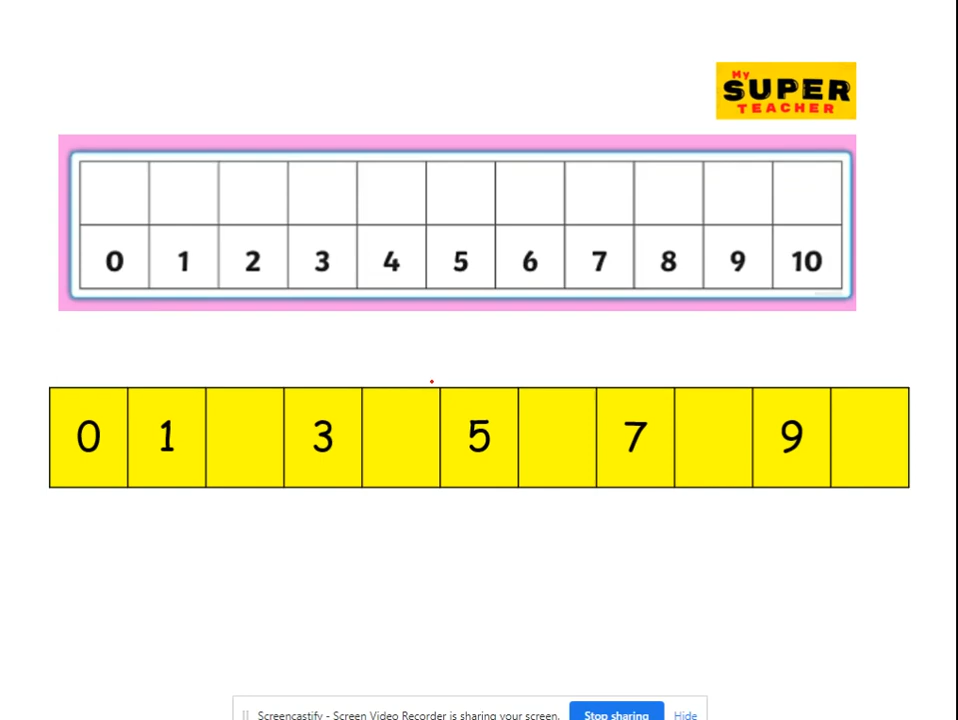 My
SUPER
TEACHER
0 1 2 3 4 5 6 7 8 9 10
0 1 3 5 7 9
Screencastify - Screen Video Recorder is sharing your screen. Stop sharing Hide